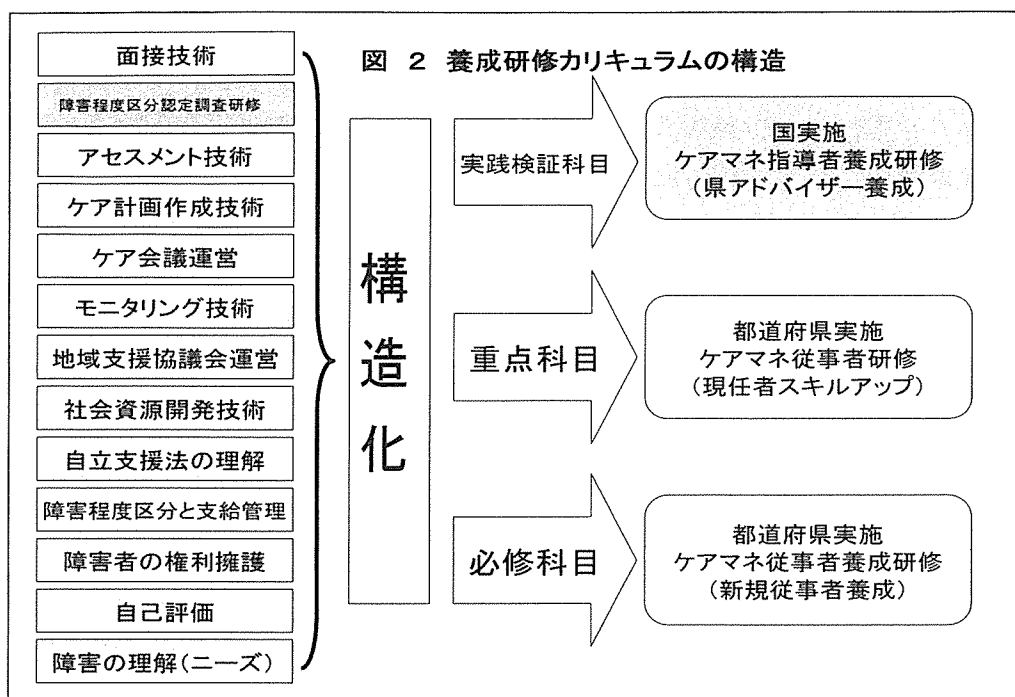 図 2 養成研修カリキュラムの構造
面接技術
障害程度区分認定調査研修
アセスメント技術
ケア計画作成技術
ケア会議運営
モニタリング技術
地域支援協議会運営
社会資源開発技術
自立支援法の理解
障害程度区分と支給管理
障害者の権利擁護
自己評価
障害の理解(ニーズ)
構
造
化
実践検証科目
国実施
ケアマネ指導者養成研修
(県アドバイザー養成)
重点科目
都道府県実施
ケアマネ従事者研修
(現任者スキルアップ)
必修科目
都道府県実施
ケアマネ従事者養成研修
(新規従事者養成)